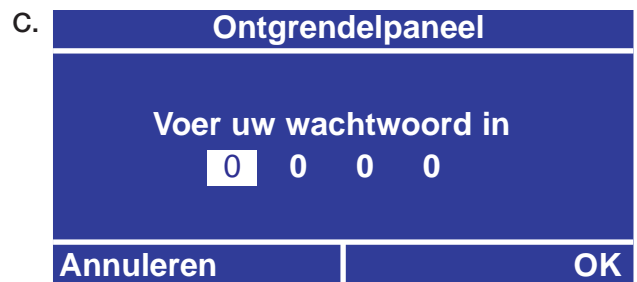 C. Ontgrendelpaneel
Voer uw wachtwoord in
0 0 0 0
Annuleren OK